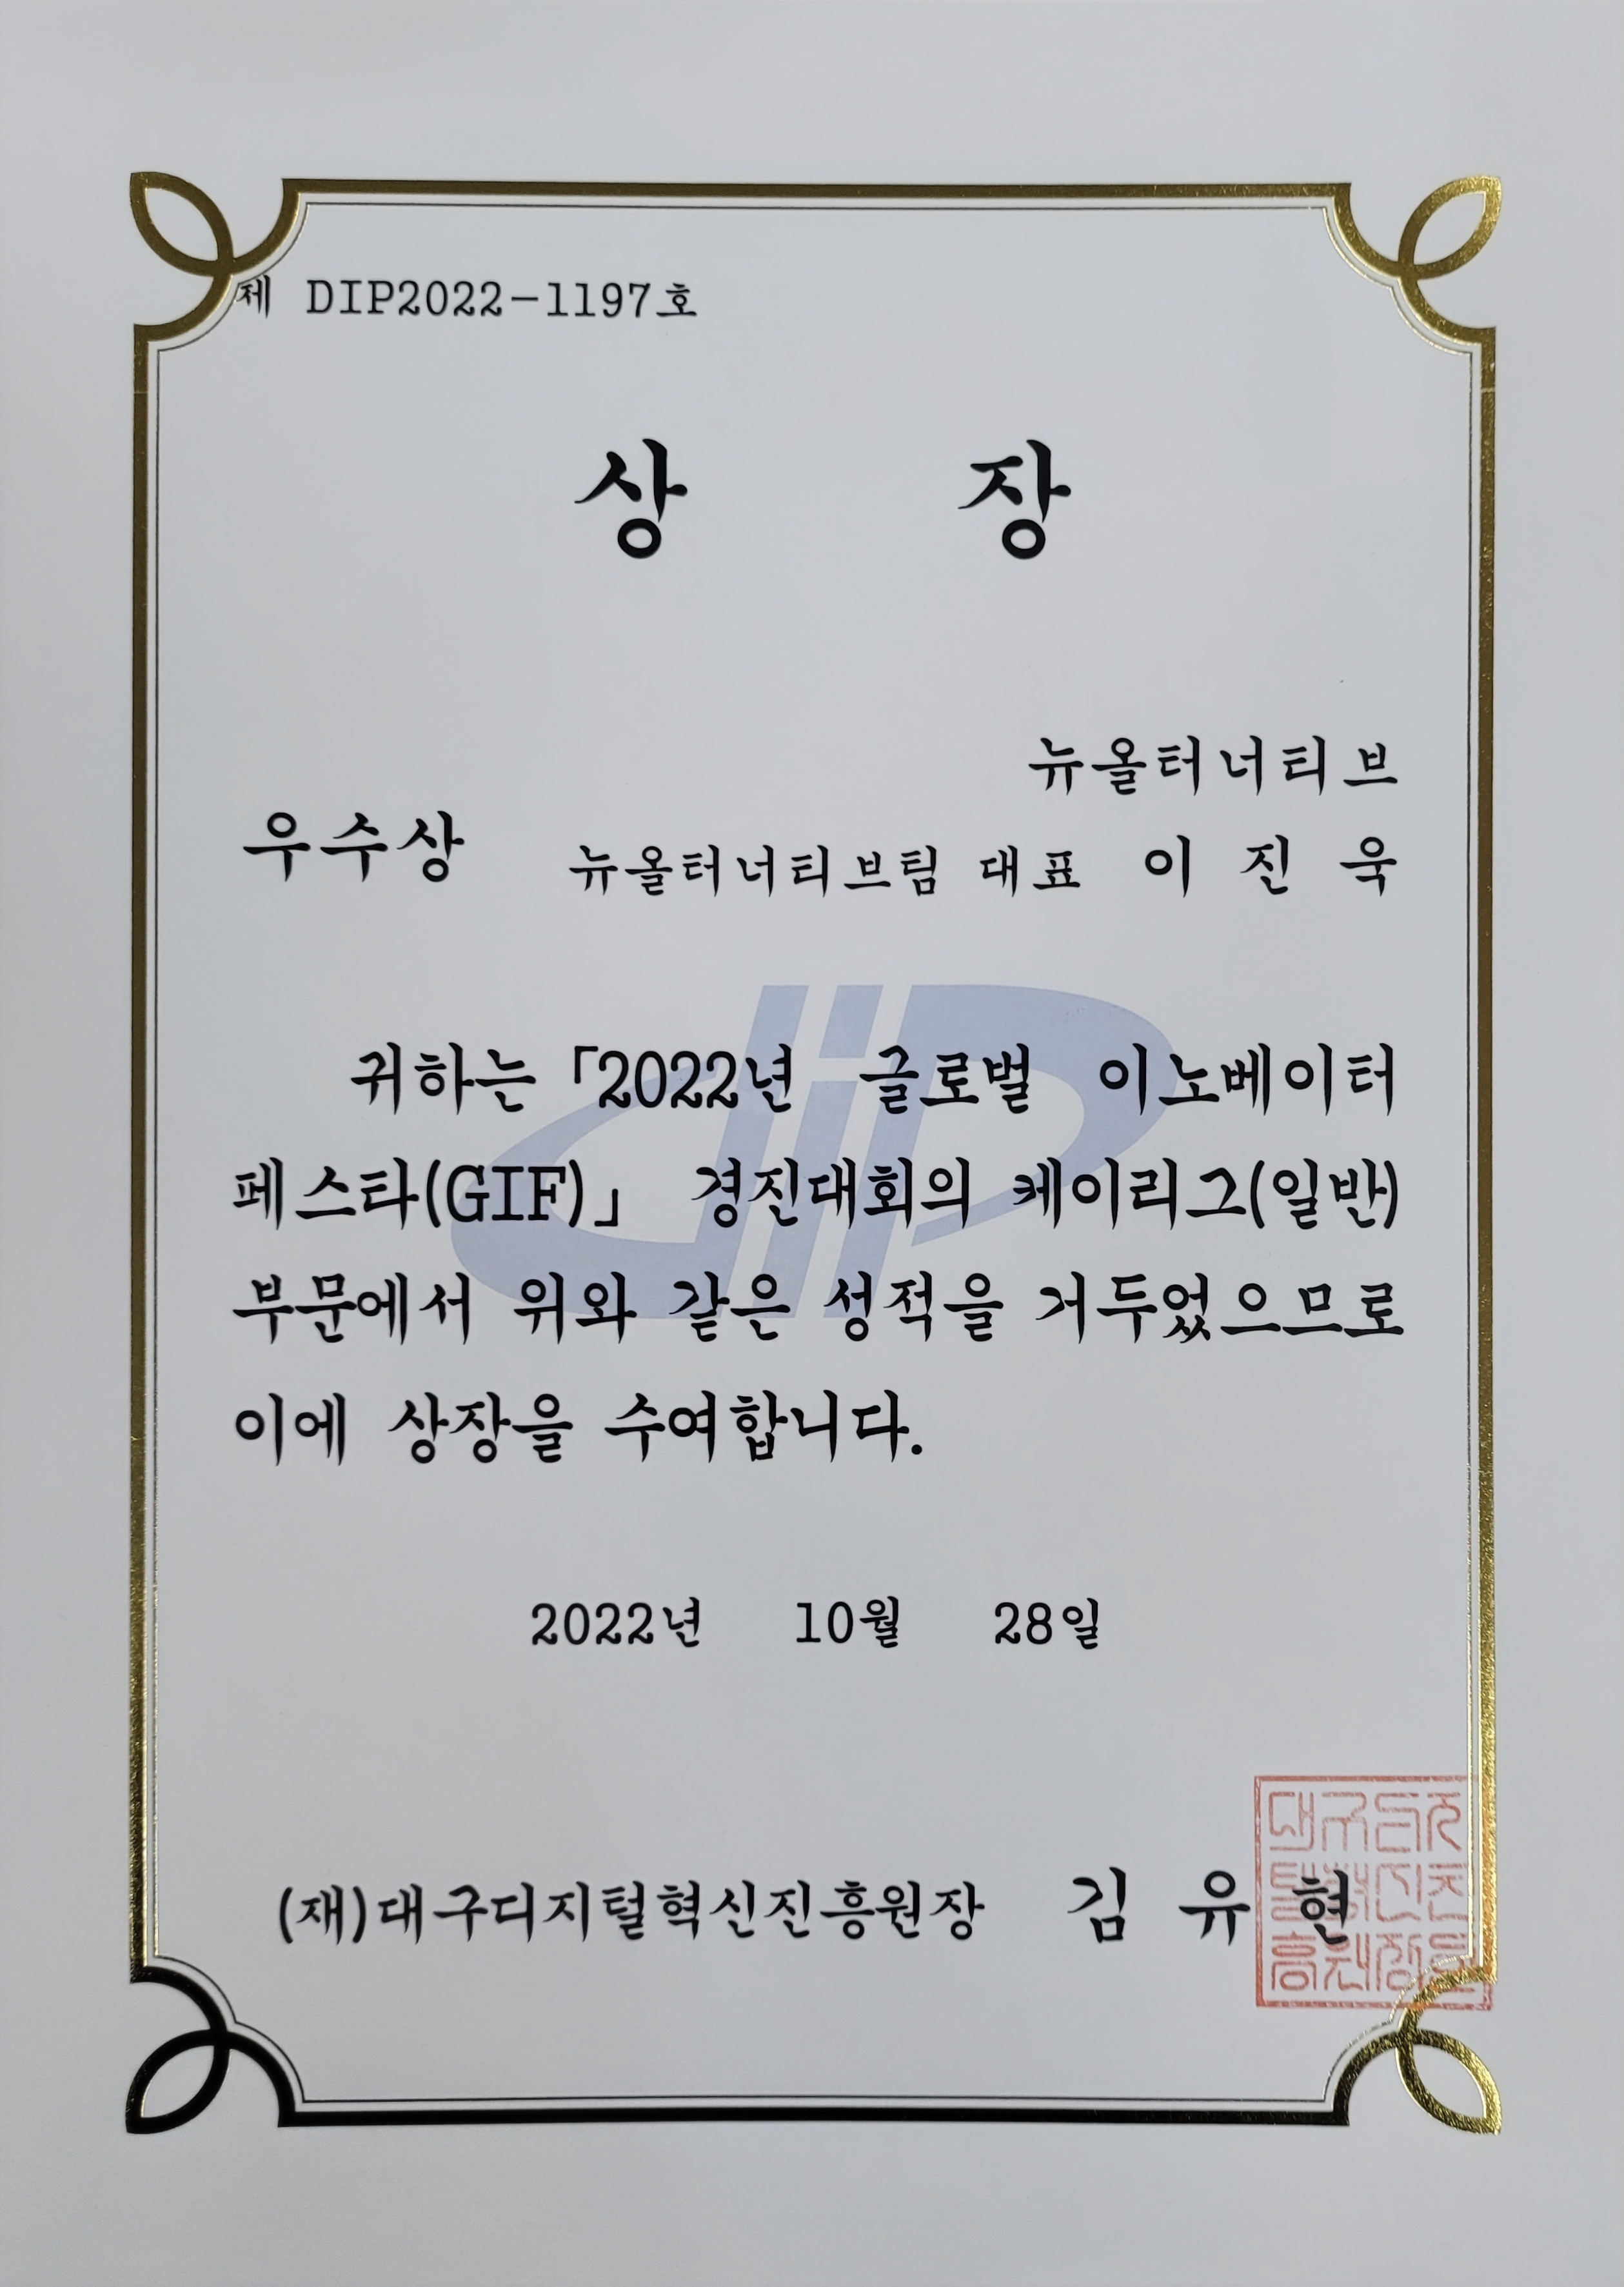 제 DIP2022-1197호
상 장
뉴올터너티브
우수상 뉴올터너티브팀 대표 이 진 욱
귀하는 「2022년 글로벌 이노베이터
페스타(GIF)」 경진대회의 케이리그(일반)
부문에서 위와 같은 성적을 거두었으므로
이에 상장을 수여합니다.
dip
2022년 10월 28일
(재)대구디지털혁신진흥원장 김 유 현